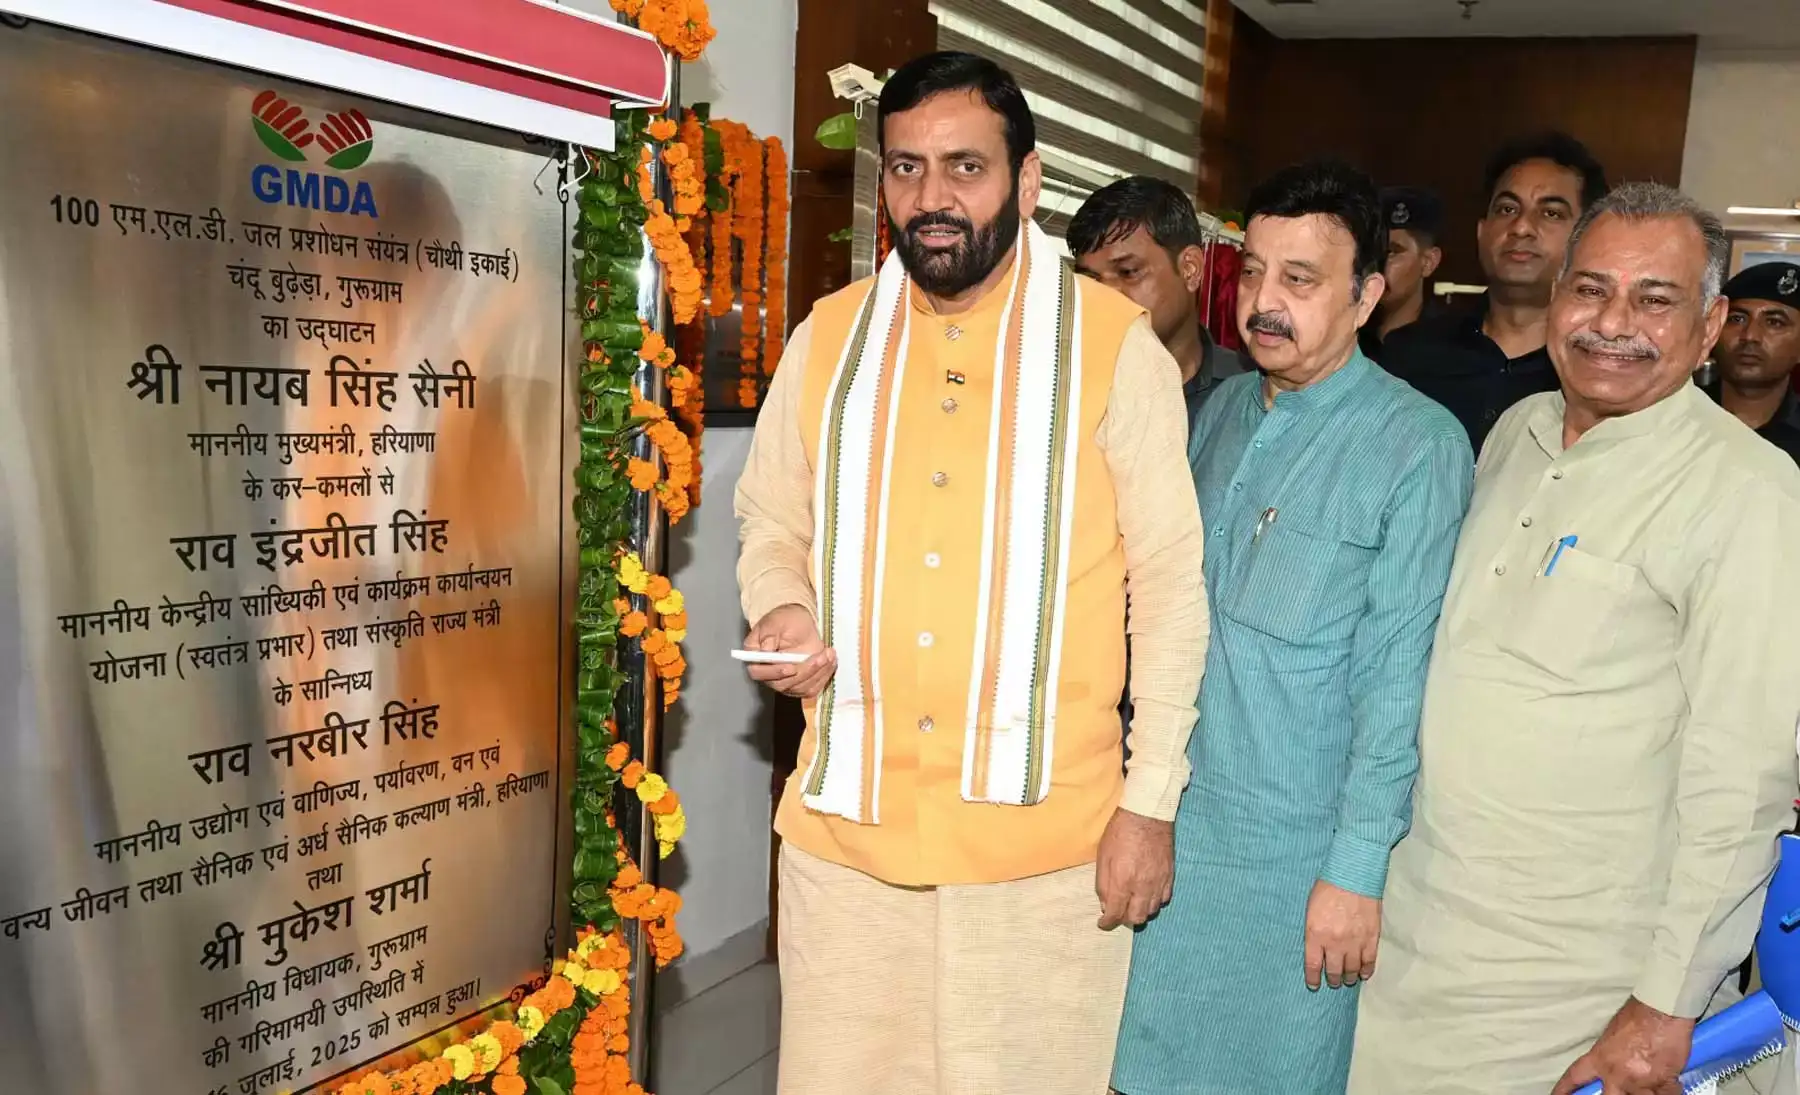 GMDA
100 एम.एल.डी. जल प्रशोधन संयंत्र (चौथी इकाई)
चंदू बुढ़ेड़ा, गुरूग्राम
का उद्घाटन
श्री नायब सिंह सैनी
माननीय मुख्यमंत्री, हरियाणा
के कर-कमलों से
राव इंद्रजीत सिंह
माननीय केन्द्रीय सांख्यिकी एवं कार्यक्रम कार्यान्वयन
योजना (स्वतंत्र प्रभार) तथा संस्कृति राज्य मंत्री
के सान्निध्य
राव नरबीर सिंह
माननीय उद्योग एवं वाणिज्य, पर्यावरण, वन एवं
वन्य जीवन तथा सैनिक एवं अर्ध सैनिक कल्याण मंत्री, हरियाणा
तथा
श्री मुकेश शर्मा
माननीय विधायक, गुरूग्राम
की गरिमामयी उपस्थिति में
जुलाई, 2025 को सम्पन्न हुआ।